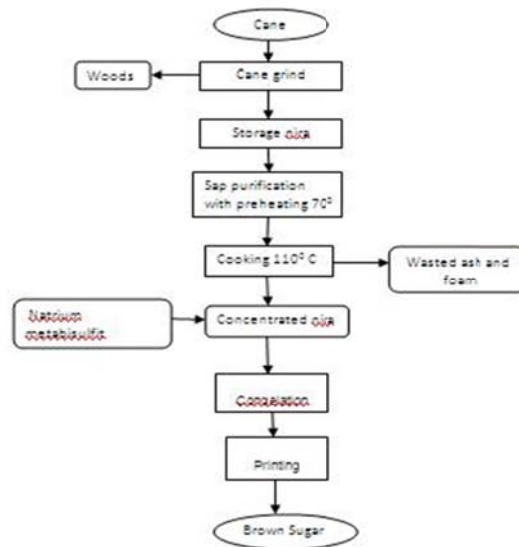 Cane
Woods
Cane grind
Storage nira
Sap purification
with preheating 70⁰
Cooking 110⁰ C
Wasted ash and
foam
Natrium
metabisulfit
Concentrated nira
Congelation
Printing
Brown Sugar